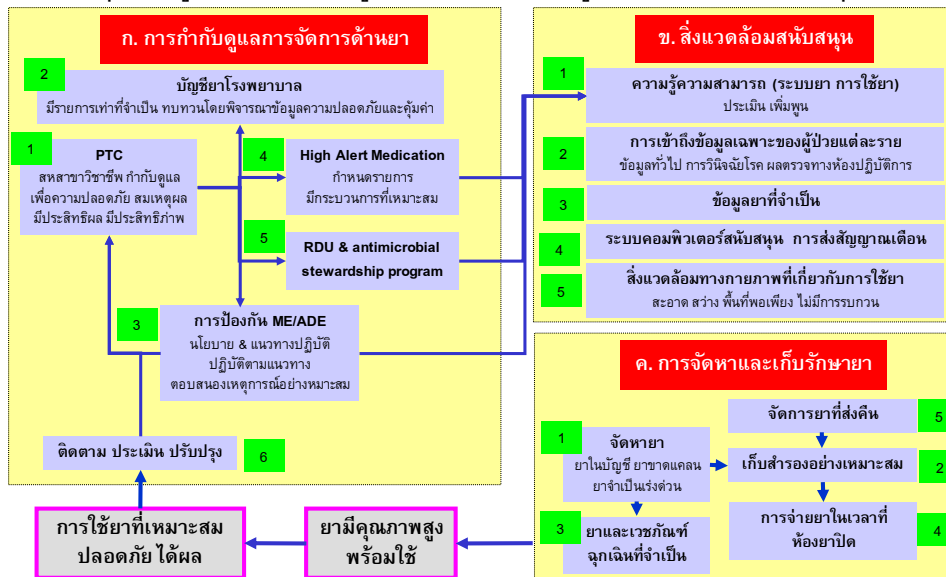 ก. การกำกับดูแลการจัดการด้านยา
2
บัญชียาโรงพยาบาล
มีรายการเท่าที่จำเป็น ทบทวนโดยพิจารณาข้อมูลความปลอดภัยและคุ้มค่า
1
PTC
สหสาขาวิชาชีพ กำกับดูแล
เพื่อความปลอดภัย สมเหตุผล
มีประสิทธิผล มีประสิทธิภาพ
4
High Alert Medication
กำหนดรายการ
มีกระบวนการที่เหมาะสม
5
RDU & antimicrobial
stewardship program
3
การป้องกัน ME/ADE
นโยบาย & แนวทางปฏิบัติ
ปฏิบัติตามแนวทาง
ตอบสนองเหตุการณ์อย่างเหมาะสม
ติดตาม ประเมิน ปรับปรุง
6
การใช้ยาที่เหมาะสม
ปลอดภัย ได้ผล
ยามีคุณภาพสูง
พร้อมใช้
ข. สิ่งแวดล้อมสนับสนุน
1
ความรู้ความสามารถ (ระบบยา การใช้ยา)
ประเมิน เพิ่มพูน
2
การเข้าถึงข้อมูลเฉพาะของผู้ป่วยแต่ละราย
ข้อมูลทั่วไป การวินิจฉัยโรค ผลตรวจทางห้องปฏิบัติการ
3
ข้อมูลยาที่จำเป็น
4
ระบบคอมพิวเตอร์สนับสนุน การส่งสัญญาณเตือน
5
สิ่งแวดล้อมทางกายภาพที่เกี่ยวกับการใช้ยา
สะอาด สว่าง พื้นที่พอเพียง ไม่มีการรบกวน
ค. การจัดหาและเก็บรักษายา
1
จัดหายา
ยาในบัญชี ยาขาดแคลน
ยาจำเป็นเร่งด่วน
จัดการยาที่ส่งคืน
5
เก็บสำรองอย่างเหมาะสม
2
3
ยาและเวชภัณฑ์
ฉุกเฉินที่จำเป็น
การจ่ายยาในเวลาที่
ห้องยาปิด
4